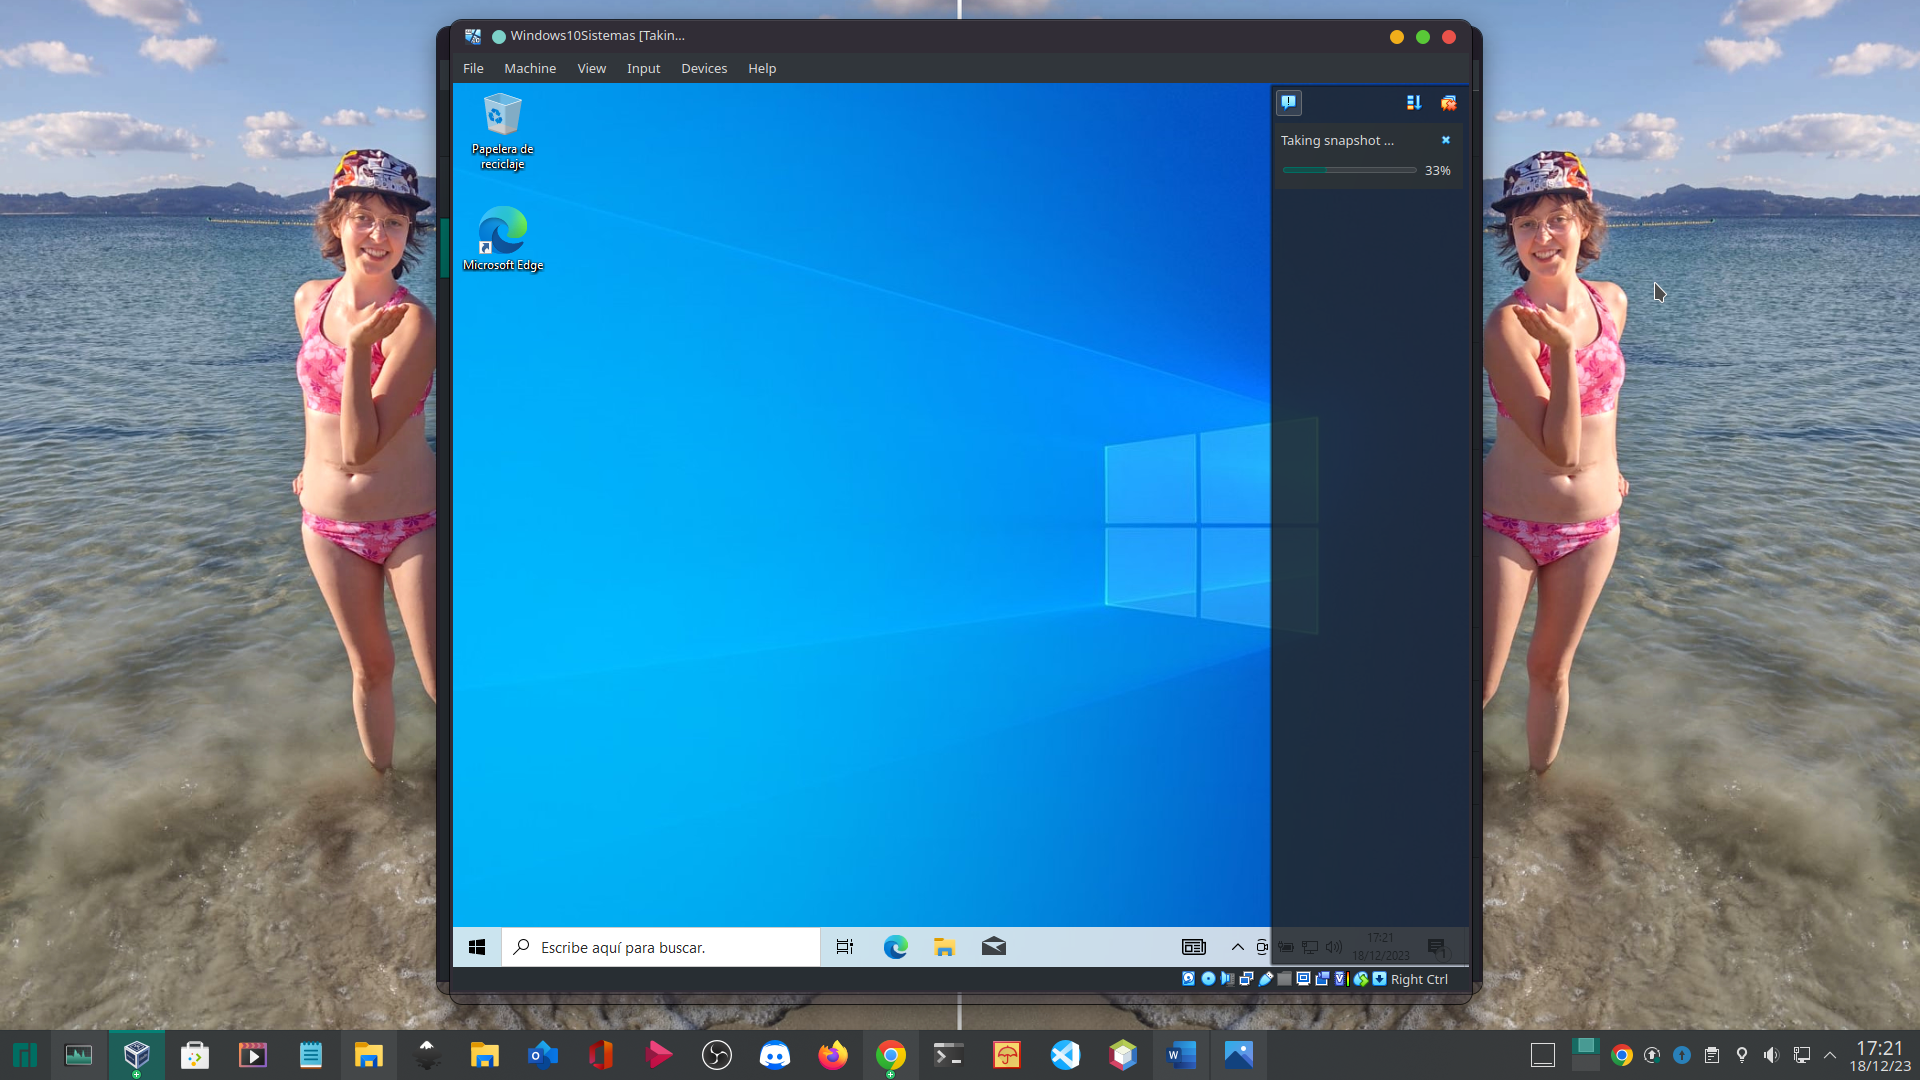 Windows10Sistemas [Takin...
File Machine View Input Devices Help
Papelera de
reciclaje
Microsoft Edge
Taking snapshot ...
33%
Escribe aquí para buscar.
17:21
18/12/2023
1
Right Ctrl
17:21
18/12/23